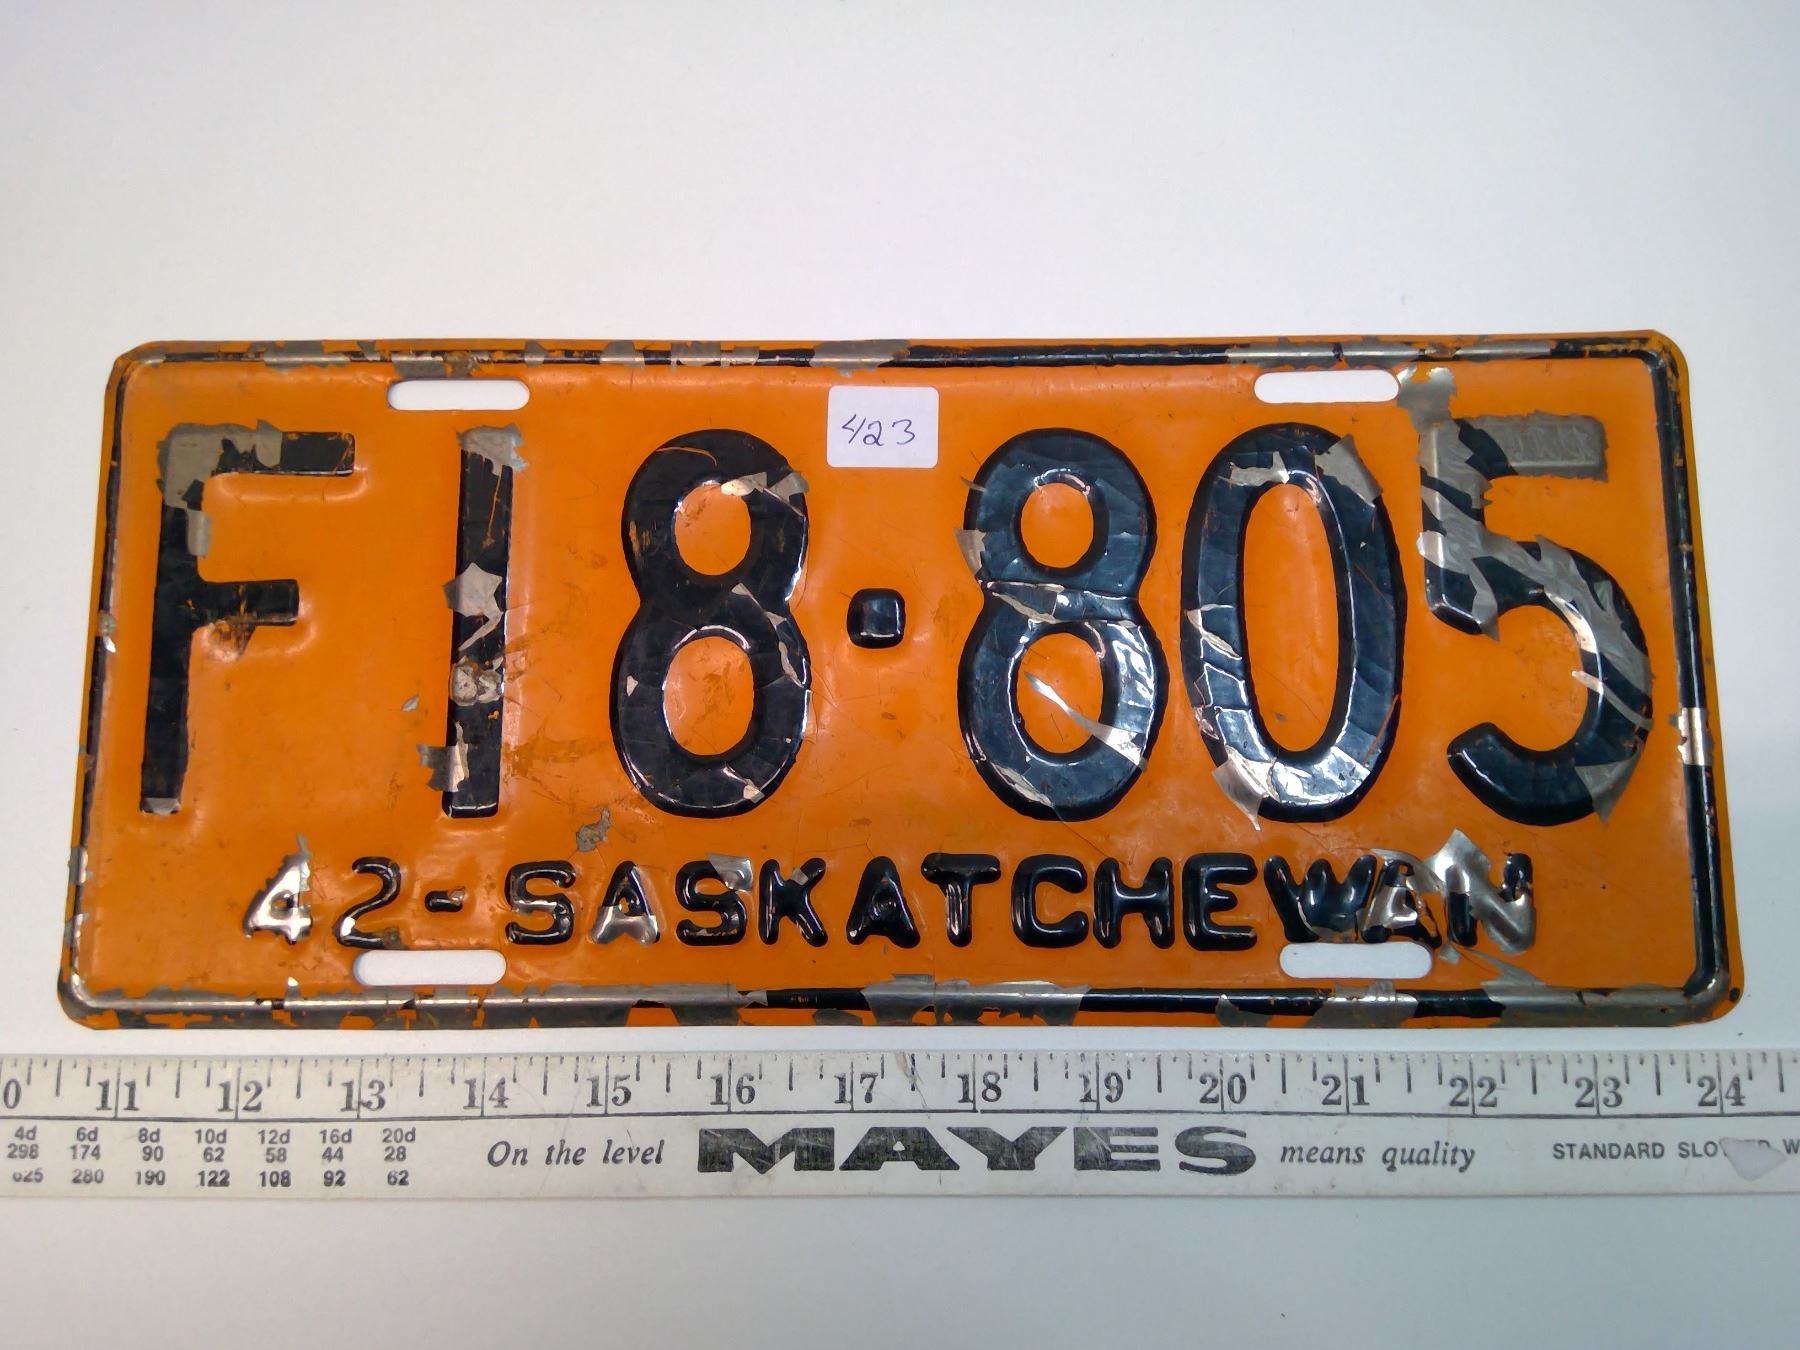 423
F18·805
42-SASKATCHEWAN
0 11 12 13 14 15 16 17 18 19 20 21 22 23 24
4d 6d 8d 10d 12d 16d 20d
298 174 90 62 58 44 28
625 280 190 122 108 92 62
On the level MAYES means quality STANDARD